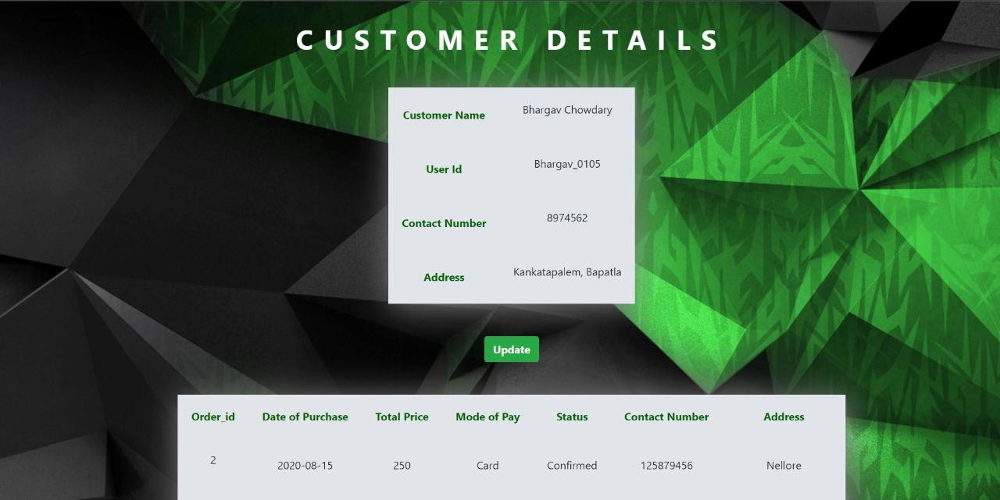 CUSTOMER DETAILS
Customer Name Bhargav Chowdary
User Id Bhargav_0105
Contact Number 8974562
Address Kankatapalem, Bapatla
Update
Order_id Date of Purchase Total Price Mode of Pay Status Contact Number Address
2 2020-08-15 250 Card Confirmed 125879456 Nellore